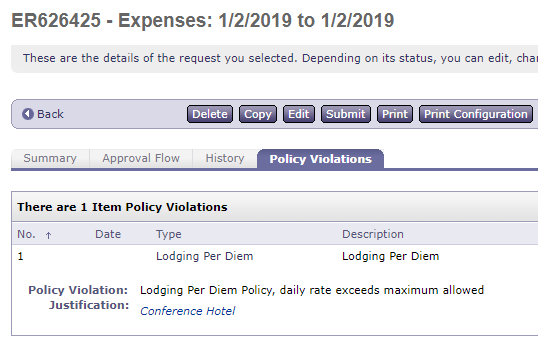 ER626425 - Expenses: 1/2/2019 to 1/2/2019
These are the details of the request you selected. Depending on its status, you can edit,
Back Delete Copy Edit Submit Print Print Configuration
Summary Approval Flow History Policy Violations
There are 1 Item Policy Violations
No. ↑ Date Type Description
1 Lodging Per Diem Lodging Per Diem
Policy Violation: Lodging Per Diem Policy, daily rate exceeds maximum allowed
Justification: Conference Hotel